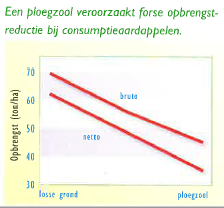 Een ploegzool veroorzaakt forse opbrengst-
reductie bij consumptieaardappelen.
Opbrengst (ton/ha)
70
60
50
40
30
bruto
netto
losse grond
ploegzool